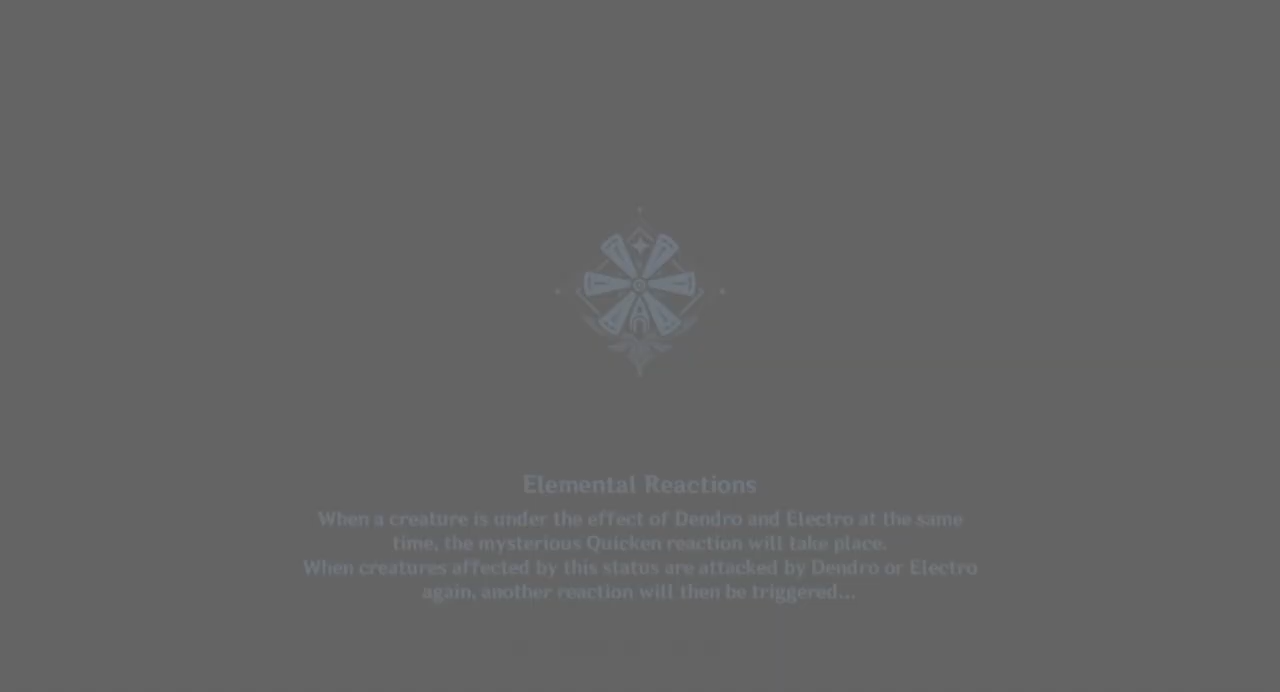 Elemental Reactions
When a creature is under the effect of Dendro and Electro at the same
time, the mysterious Quicken reaction will take place.
When creatures affected by this status are attacked by Dendro or Electro
again, another reaction will then be triggered...